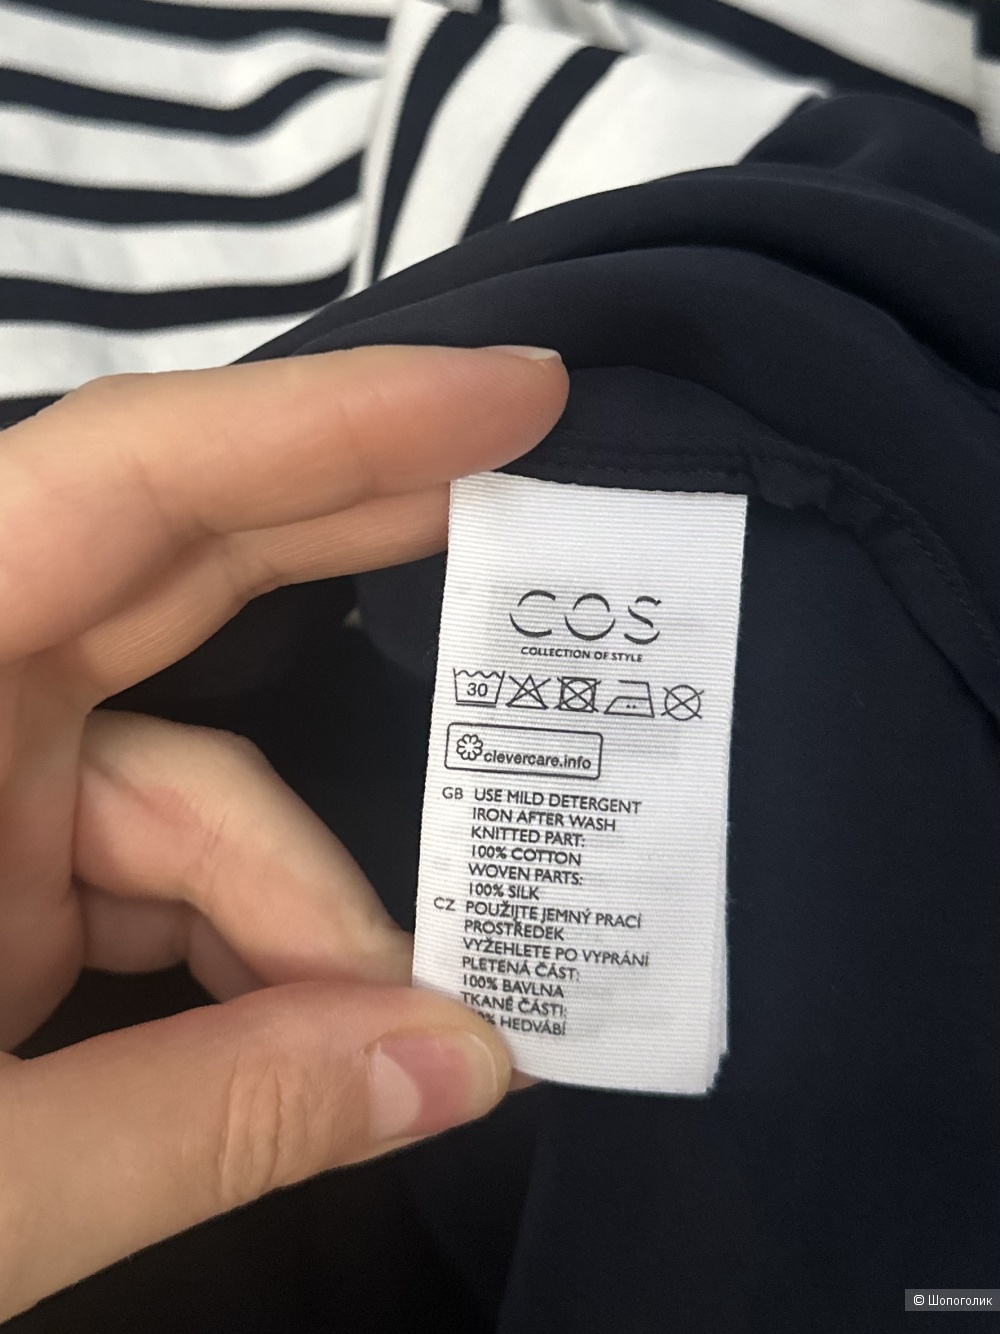 COS
COLLECTION OF STYLE
30
clevercare.info
GB USE MILD DETERGENT
IRON AFTER WASH
KNITTED PART:
100% COTTON
WOVEN PARTS:
100% SILK
CZ POUŽIJTE JEMNÝ PRACÍ
PROSTŘEDEK
VYŽEHLETE PO VYPRÁNÍ
PLETENÁ ČÁST:
100% BAVLNA
TKANÉ ČÁSTI:
% HEDVÁBÍ
© Шопоголик